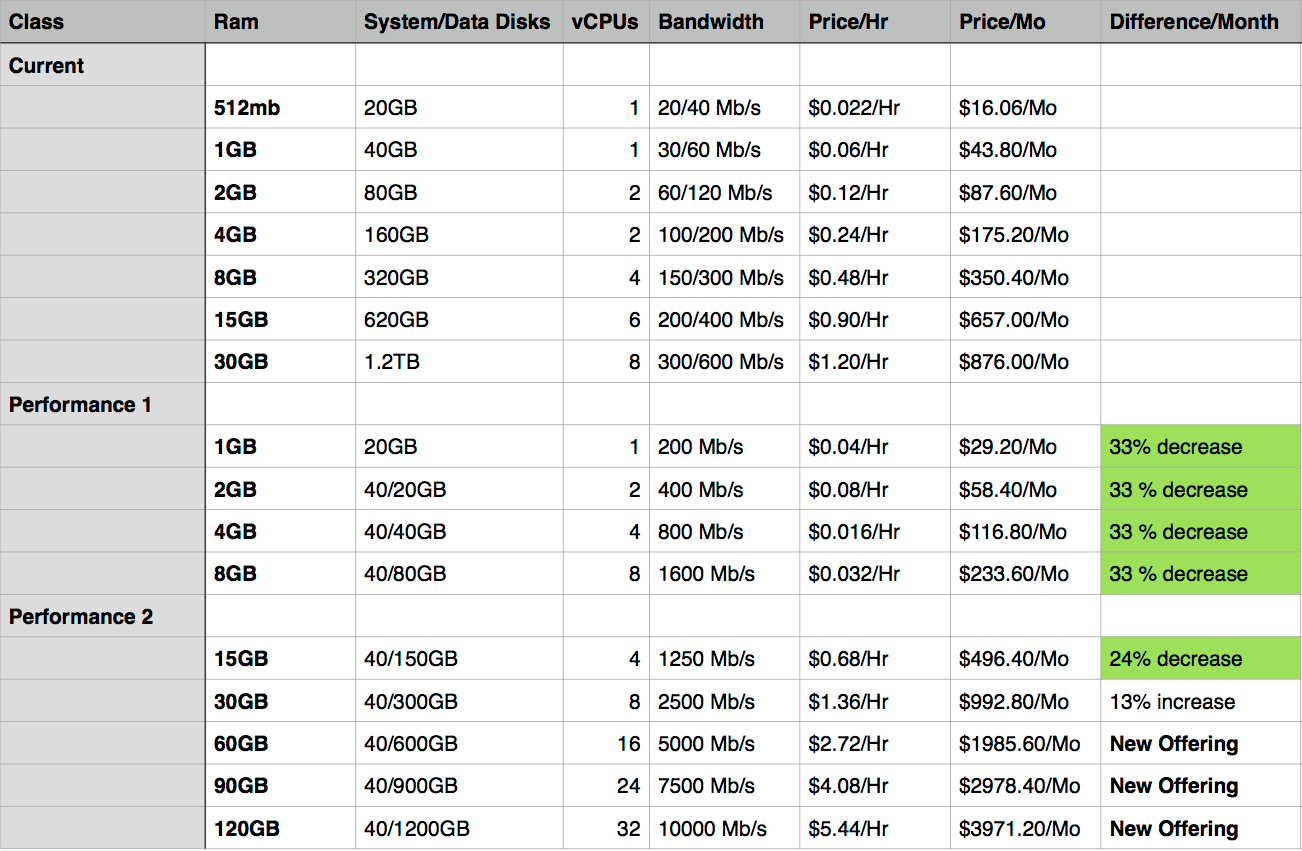 Class Ram System/Data Disks vCPUs Bandwidth Price/Hr Price/Mo Difference/Month
Current
512mb 20GB 1 20/40 Mb/s $0.022/Hr $16.06/Mo
1GB 40GB 1 30/60 Mb/s $0.06/Hr $43.80/Mo
2GB 80GB 2 60/120 Mb/s $0.12/Hr $87.60/Mo
4GB 160GB 2 100/200 Mb/s $0.24/Hr $175.20/Mo
8GB 320GB 4 150/300 Mb/s $0.48/Hr $350.40/Mo
15GB 620GB 6 200/400 Mb/s $0.90/Hr $657.00/Mo
30GB 1.2TB 8 300/600 Mb/s $1.20/Hr $876.00/Mo
Performance 1
1GB 20GB 1 200 Mb/s $0.04/Hr $29.20/Mo 33% decrease
2GB 40/20GB 2 400 Mb/s $0.08/Hr $58.40/Mo 33 % decrease
4GB 40/40GB 4 800 Mb/s $0.016/Hr $116.80/Mo 33 % decrease
8GB 40/80GB 8 1600 Mb/s $0.032/Hr $233.60/Mo 33 % decrease
Performance 2
15GB 40/150GB 4 1250 Mb/s $0.68/Hr $496.40/Mo 24% decrease
30GB 40/300GB 8 2500 Mb/s $1.36/Hr $992.80/Mo 13% increase
60GB 40/600GB 16 5000 Mb/s $2.72/Hr $1985.60/Mo New Offering
90GB 40/900GB 24 7500 Mb/s $4.08/Hr $2978.40/Mo New Offering
120GB 40/1200GB 32 10000 Mb/s $5.44/Hr $3971.20/Mo New Offering